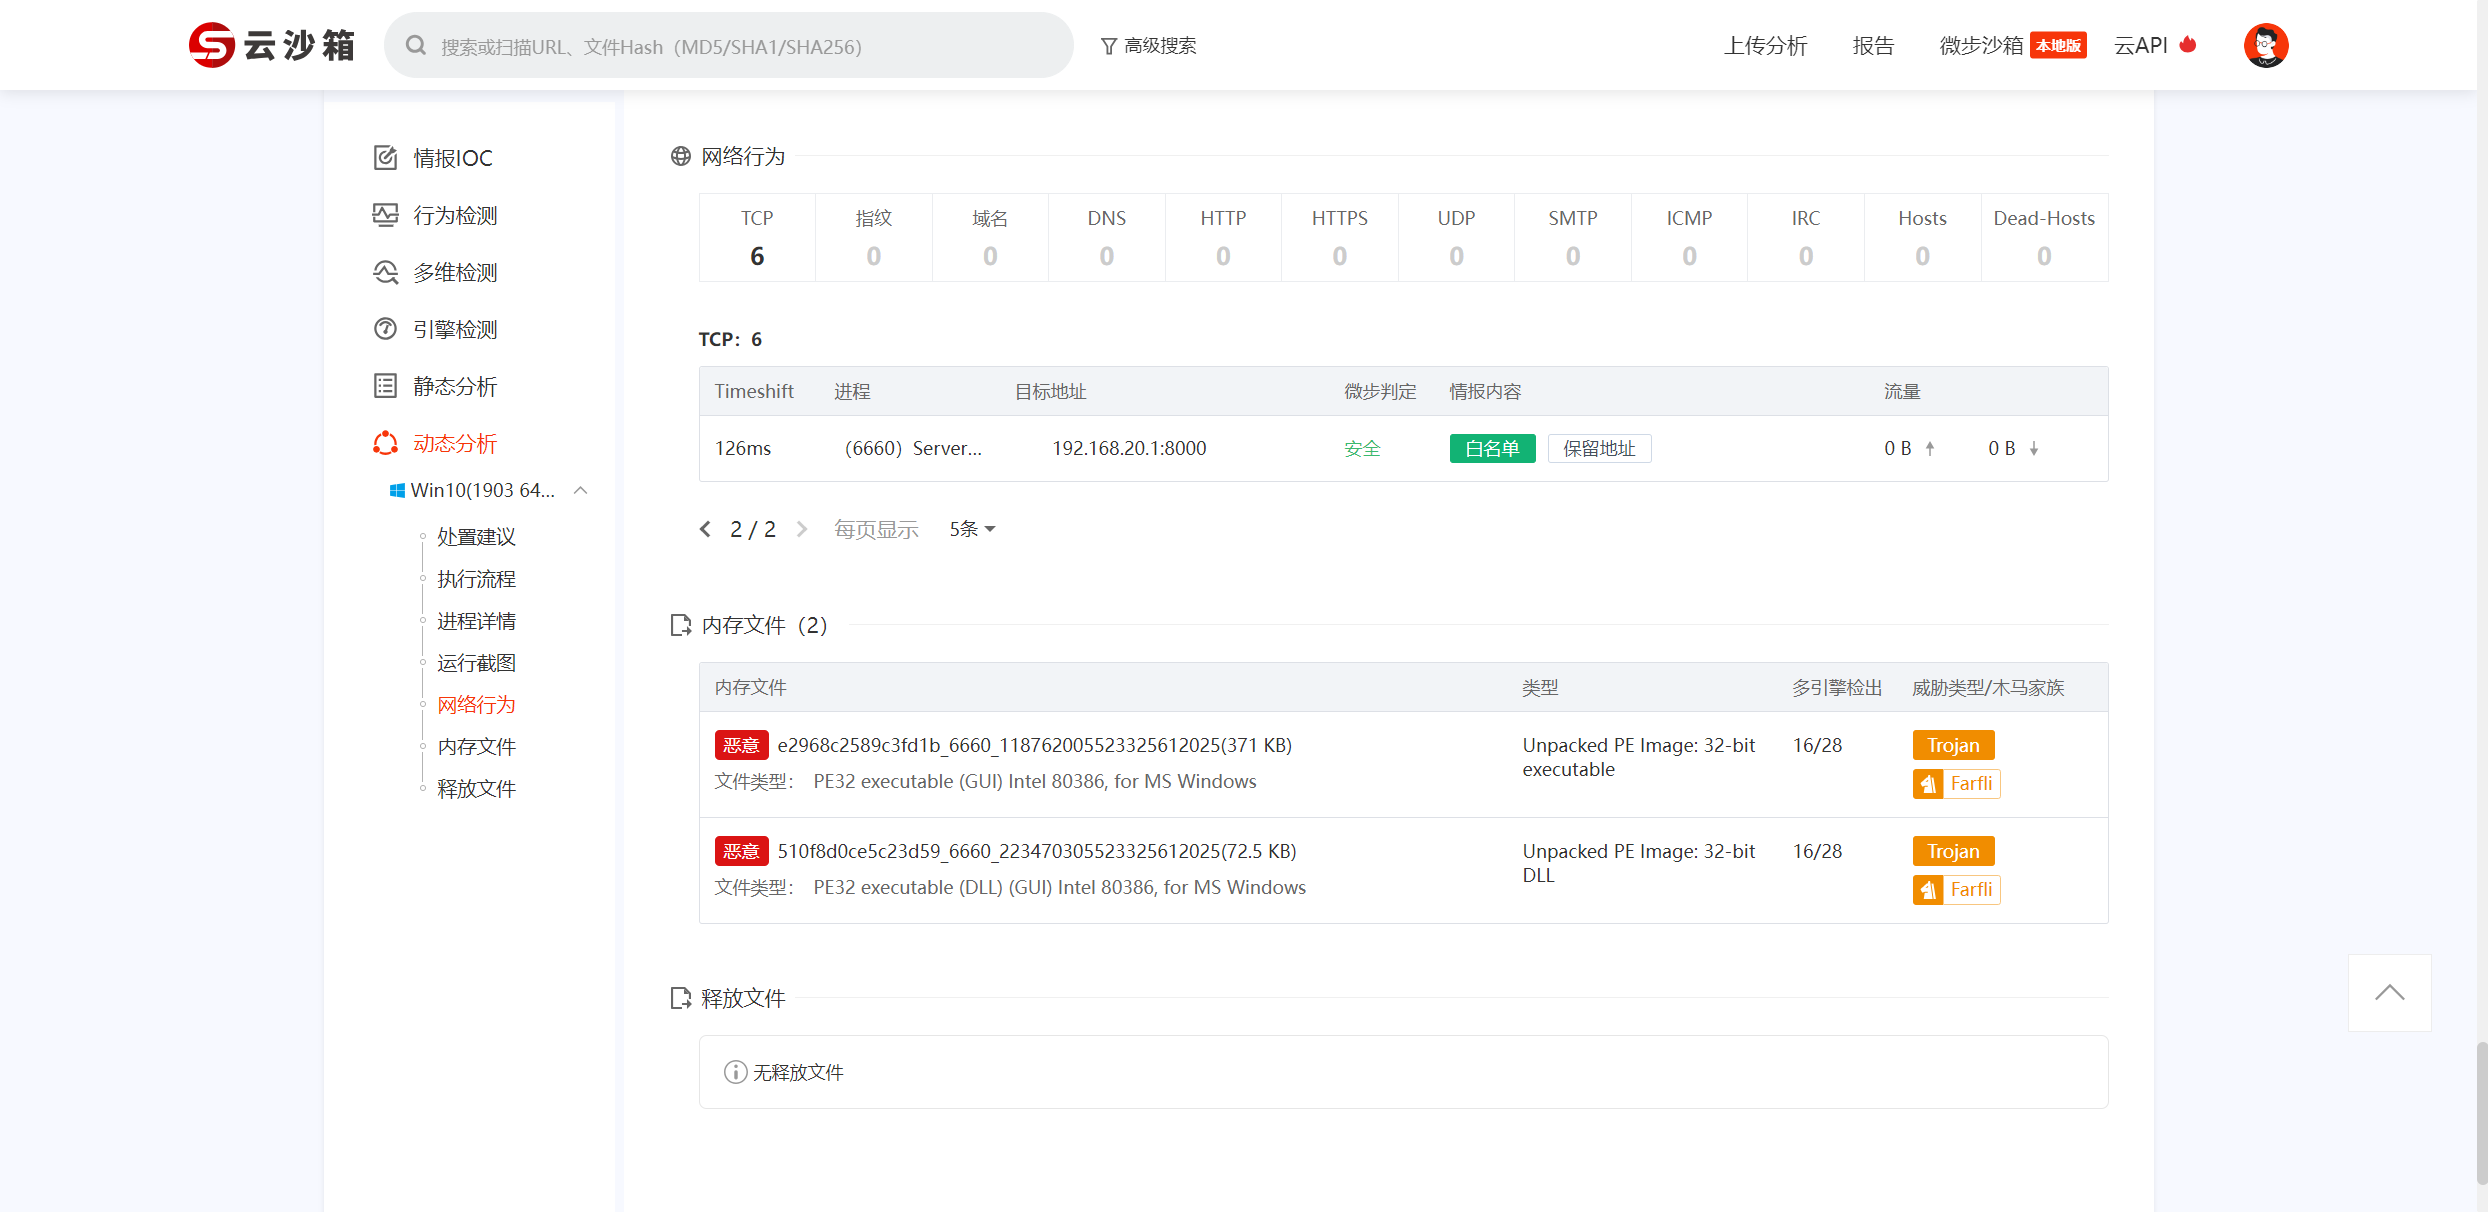 云沙箱
搜索或扫描URL、文件Hash（MD5/SHA1/SHA256）
高级搜索
上传分析
报告
微步沙箱 本地版
云API
情报IOC
行为检测
多维检测
引擎检测
静态分析
动态分析
Win10(1903 64...
处置建议
执行流程
进程详情
运行截图
网络行为
内存文件
释放文件
网络行为
TCP 指纹 域名 DNS HTTP HTTPS UDP SMTP ICMP IRC Hosts Dead-Hosts
6 0 0 0 0 0 0 0 0 0 0 0
TCP：6
Timeshift 进程 目标地址 微步判定 情报内容 流量
126ms （6660）Server... 192.168.20.1:8000 安全 白名单 保留地址 0 B 0 B
2 / 2 每页显示 5条
内存文件（2）
内存文件 类型 多引擎检出 威胁类型/木马家族
恶意 e2968c2589c3fd1b_6660_118762005523325612025(371 KB) Unpacked PE Image: 32-bit executable 16/28 Trojan
文件类型： PE32 executable (GUI) Intel 80386, for MS Windows Farfli
恶意 510f8d0ce5c23d59_6660_223470305523325612025(72.5 KB) Unpacked PE Image: 32-bit DLL 16/28 Trojan
文件类型： PE32 executable (DLL) (GUI) Intel 80386, for MS Windows Farfli
释放文件
无释放文件